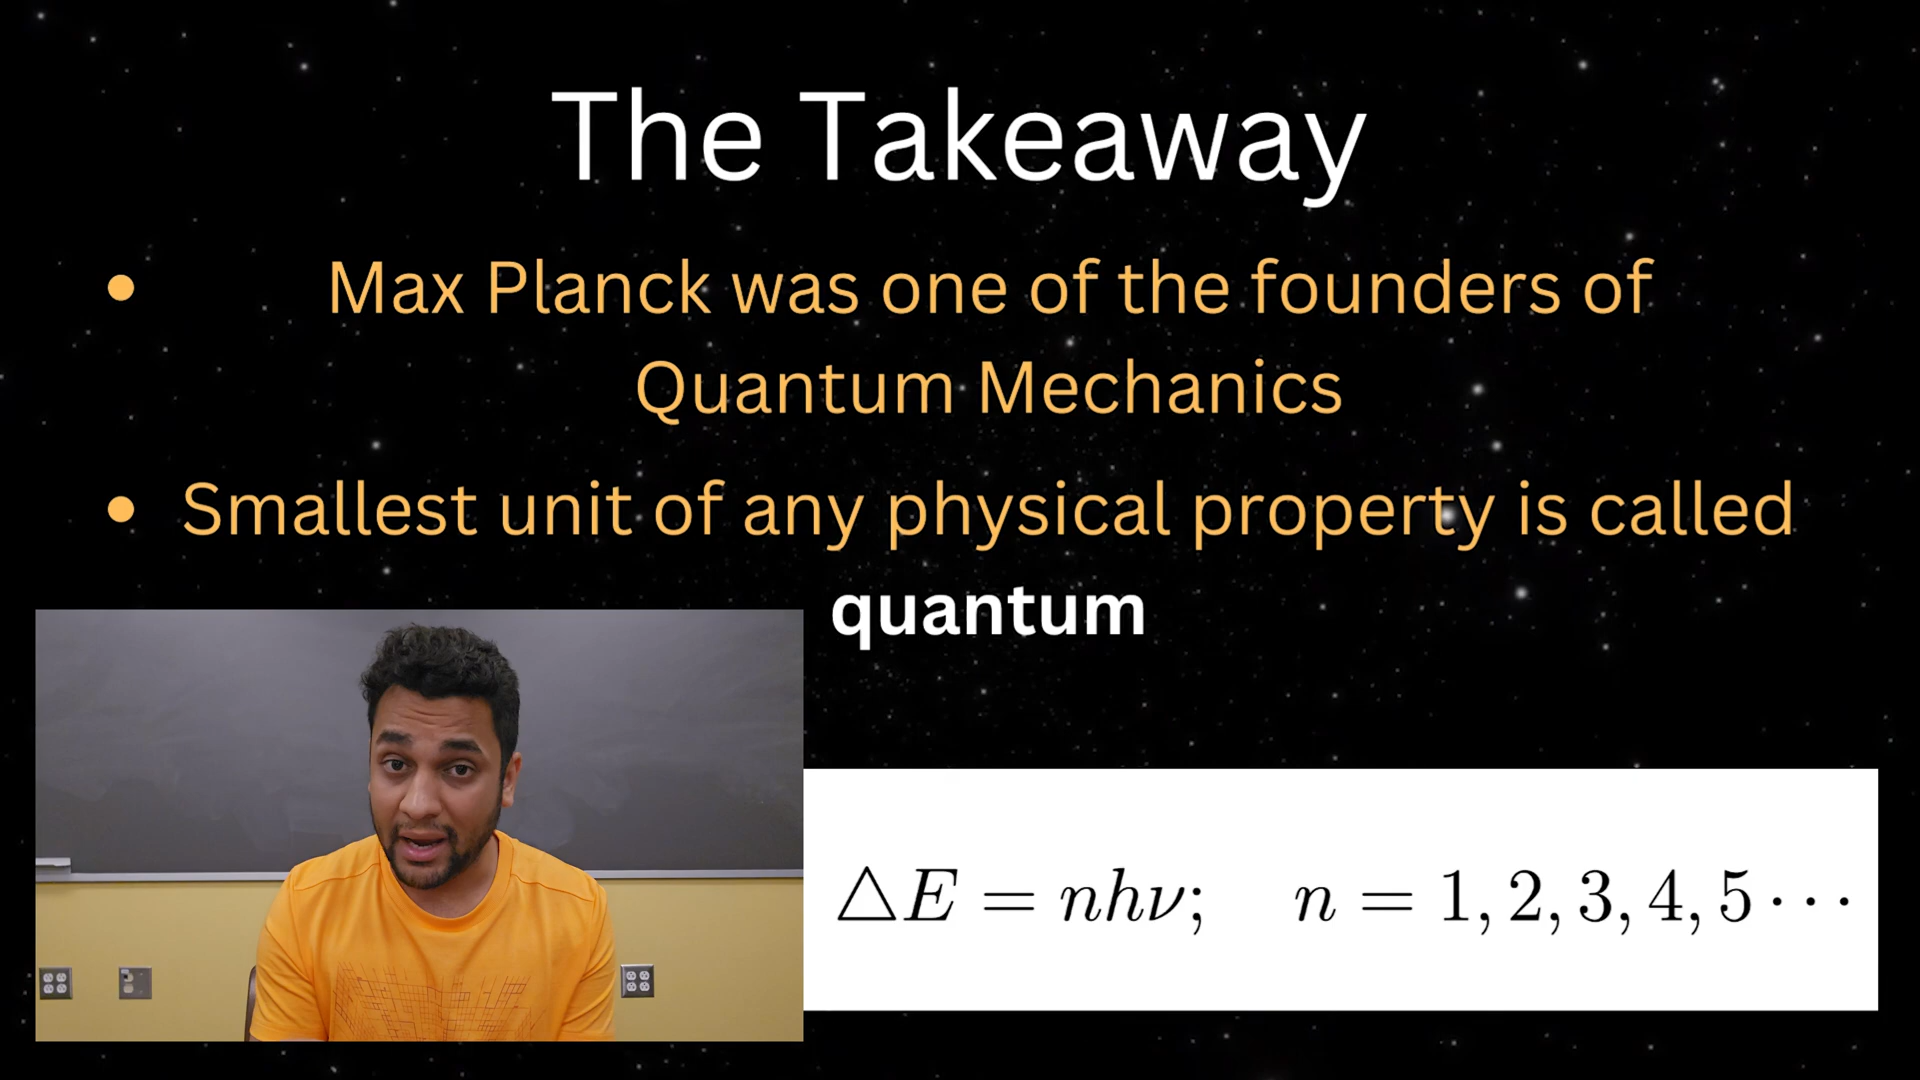 The Takeaway
• Max Planck was one of the founders of
Quantum Mechanics
• Smallest unit of any physical property is called
quantum
△E = nhν; n = 1, 2, 3, 4, 5 · · ·